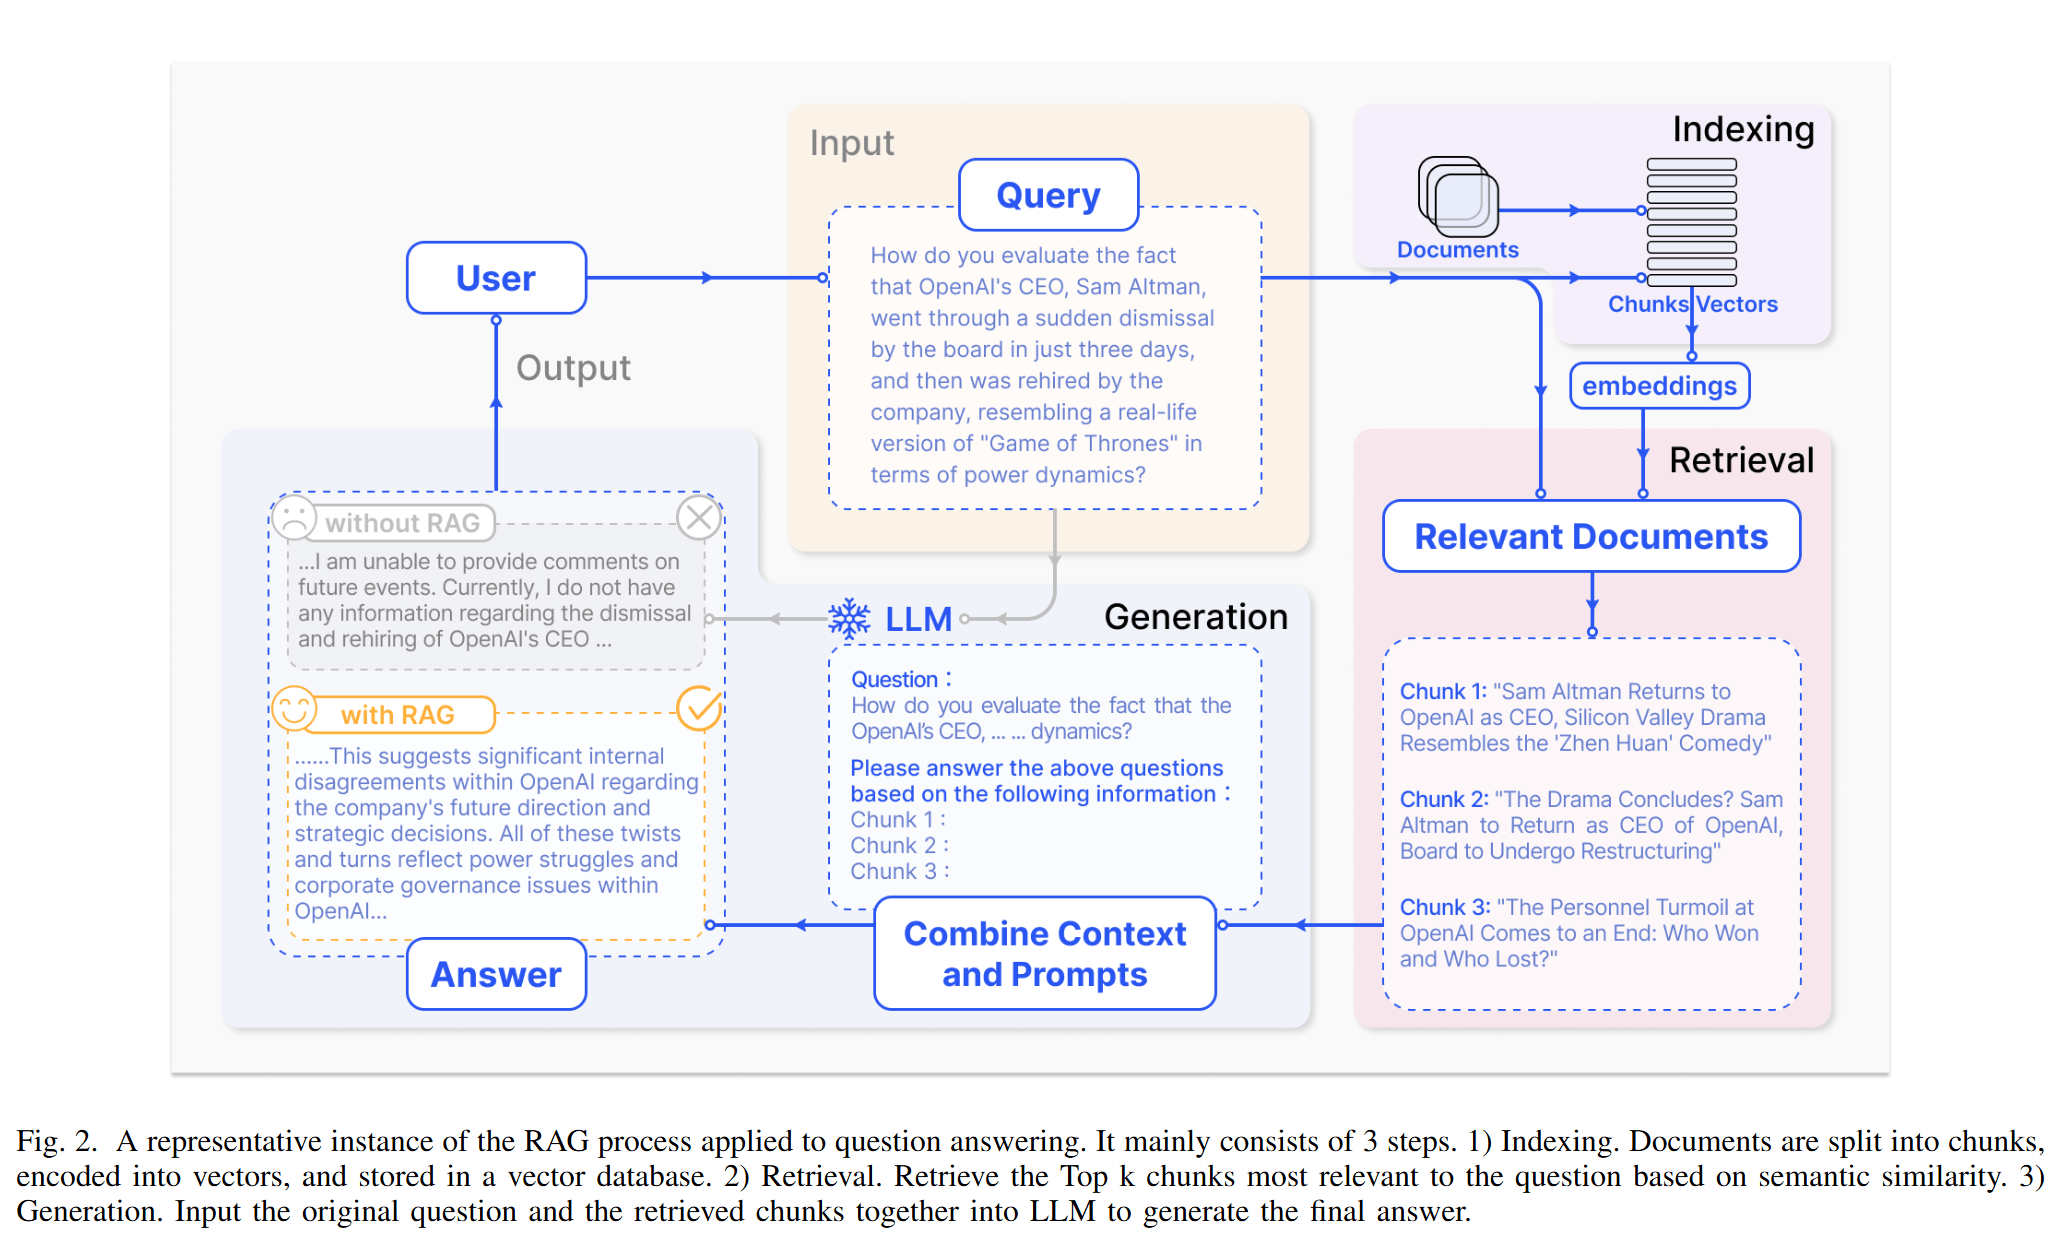 Input
Query
How do you evaluate the fact
that OpenAI's CEO, Sam Altman,
went through a sudden dismissal
by the board in just three days,
and then was rehired by the
company, resembling a real-life
version of "Game of Thrones" in
terms of power dynamics?
Indexing
Documents
Chunks Vectors
embeddings
User
Output
Retrieval
Relevant Documents
Chunk 1: "Sam Altman Returns to
OpenAI as CEO, Silicon Valley Drama
Resembles the 'Zhen Huan' Comedy"
Chunk 2: "The Drama Concludes? Sam
Altman to Return as CEO of OpenAI,
Board to Undergo Restructuring"
Chunk 3: "The Personnel Turmoil at
OpenAI Comes to an End: Who Won
and Who Lost?"
Generation
LLM
Question :
How do you evaluate the fact that the
OpenAI's CEO, ... ... dynamics?
Please answer the above questions
based on the following information :
Chunk 1 :
Chunk 2 :
Chunk 3 :
Combine Context
and Prompts
without RAG
...I am unable to provide comments on
future events. Currently, I do not have
any information regarding the dismissal
and rehiring of OpenAI's CEO ...
with RAG
......This suggests significant internal
disagreements within OpenAI regarding
the company's future direction and
strategic decisions. All of these twists
and turns reflect power struggles and
corporate governance issues within
OpenAI...
Answer
Fig. 2. A representative instance of the RAG process applied to question answering. It mainly consists of 3 steps. 1) Indexing. Documents are split into chunks,
encoded into vectors, and stored in a vector database. 2) Retrieval. Retrieve the Top k chunks most relevant to the question based on semantic similarity. 3)
Generation. Input the original question and the retrieved chunks together into LLM to generate the final answer.